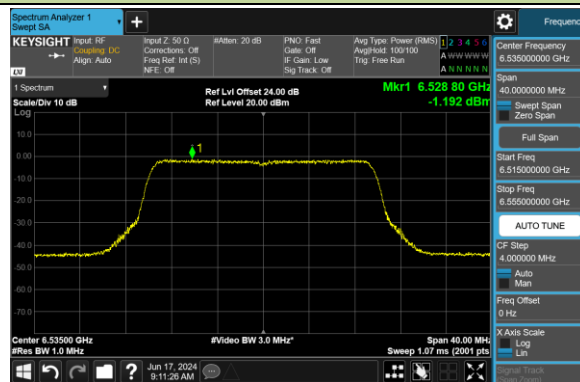 Spectrum Analyzer 1
Swept SA
+
Frequenc
KEYSIGHT Input: RF
Coupling: DC
Align: Auto
Input Z: 50 Ω
Corrections: Off
Freq Ref: Int (S)
NFE: Off
#Atten: 20 dB
PNO: Fast
Gate: Off
IF Gain: Low
Sig Track: Off
Avg Type: Power (RMS)
Avg|Hold: 100/100
Trig: Free Run
1 2 3 4 5 6
A W W W W W
A N N N N N
LXI
1 Spectrum
Scale/Div 10 dB
Ref Lvl Offset 24.00 dB
Ref Level 20.00 dBm
Mkr1 6.528 80 GHz
-1.192 dBm
Log
10.0
0.00
-10.0
-20.0
-30.0
-40.0
-50.0
-60.0
-70.0
1
Center 6.53500 GHz
#Res BW 1.0 MHz
#Video BW 3.0 MHz*
Span 40.00 MHz
Sweep 1.07 ms (2001 pts
Jun 17, 2024
9:11:26 AM
?
Center Frequency
6.535000000 GHz
Span
40.0000000 MHz
Swept Span
Zero Span
Full Span
Start Freq
6.515000000 GHz
Stop Freq
6.555000000 GHz
AUTO TUNE
CF Step
4.000000 MHz
Auto
Man
Freq Offset
0 Hz
X Axis Scale
Log
Lin
Signal Track
(Span Zoom)